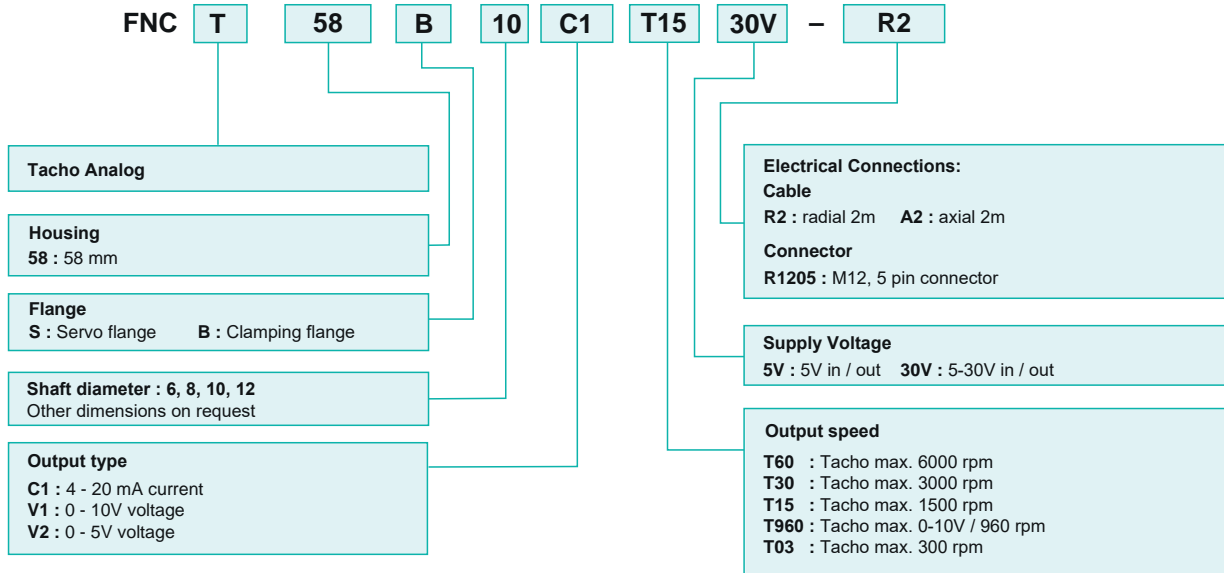 FNC T 58 B 10 C1 T15 30V – R2
Tacho Analog
Housing
58 : 58 mm
Flange
S : Servo flange B : Clamping flange
Shaft diameter : 6, 8, 10, 12
Other dimensions on request
Output type
C1 : 4 - 20 mA current
V1 : 0 - 10V voltage
V2 : 0 - 5V voltage
Electrical Connections:
Cable
R2 : radial 2m A2 : axial 2m
Connector
R1205 : M12, 5 pin connector
Supply Voltage
5V : 5V in / out 30V : 5-30V in / out
Output speed
T60 : Tacho max. 6000 rpm
T30 : Tacho max. 3000 rpm
T15 : Tacho max. 1500 rpm
T960 : Tacho max. 0-10V / 960 rpm
T03 : Tacho max. 300 rpm